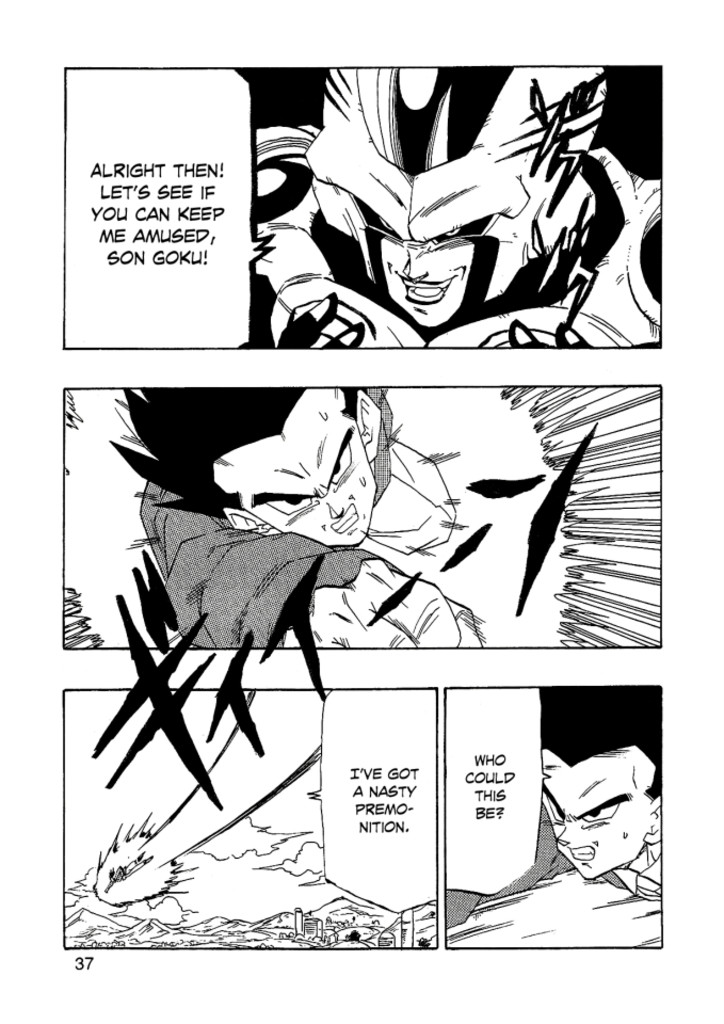 ALRIGHT THEN!
LET'S SEE IF
YOU CAN KEEP
ME AMUSED,
SON GOKU!
WHO
COULD
THIS
BE?
I'VE GOT
A NASTY
PREMO-
NITION.
37